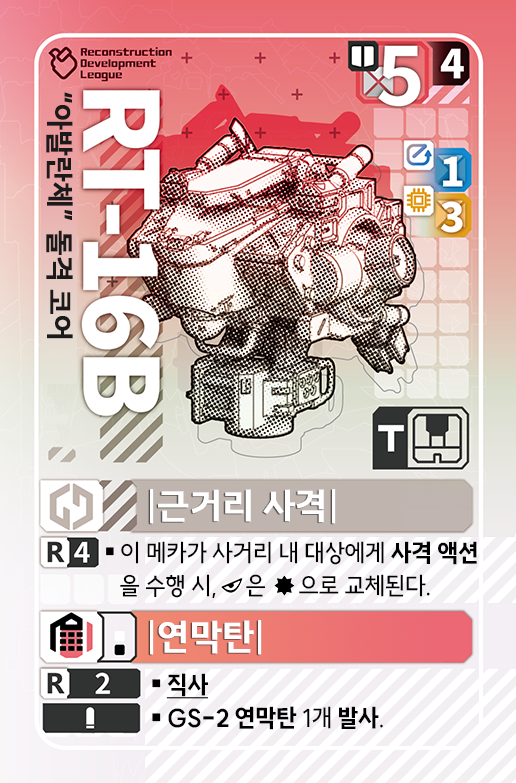 Reconstruction
Development
League
5
4
1
3
RT-16B
"아발란체" 돌격 코어
T
|근거리 사격|
R 4
▪ 이 메카가 사거리 내 대상에게 사격 액션
을 수행 시, 은 으로 교체된다.
|연막탄|
R 2
▪ 직사
▪ GS-2 연막탄 1개 발사.